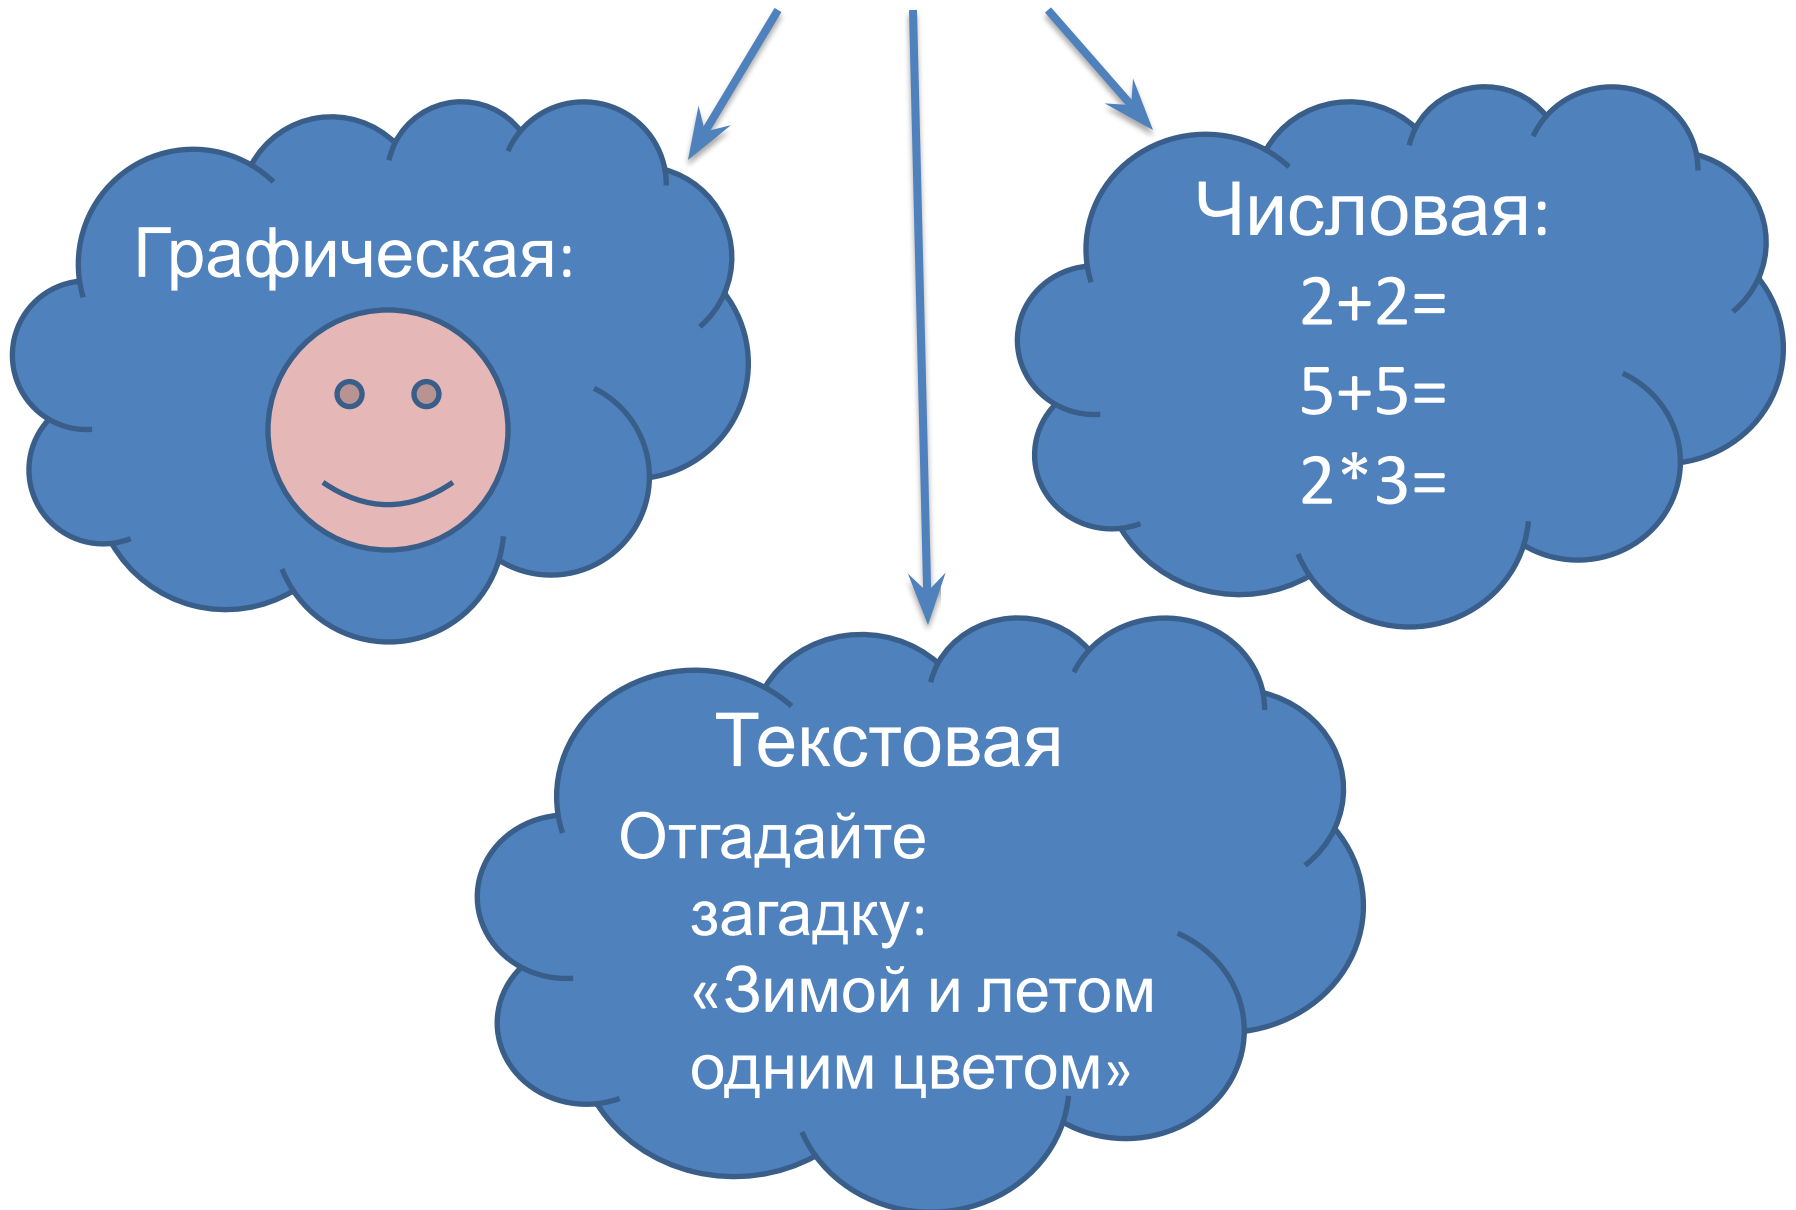 Графическая:
Числовая:
2+2=
5+5=
2*3=
Текстовая
Отгадайте
загадку:
«Зимой и летом
одним цветом»